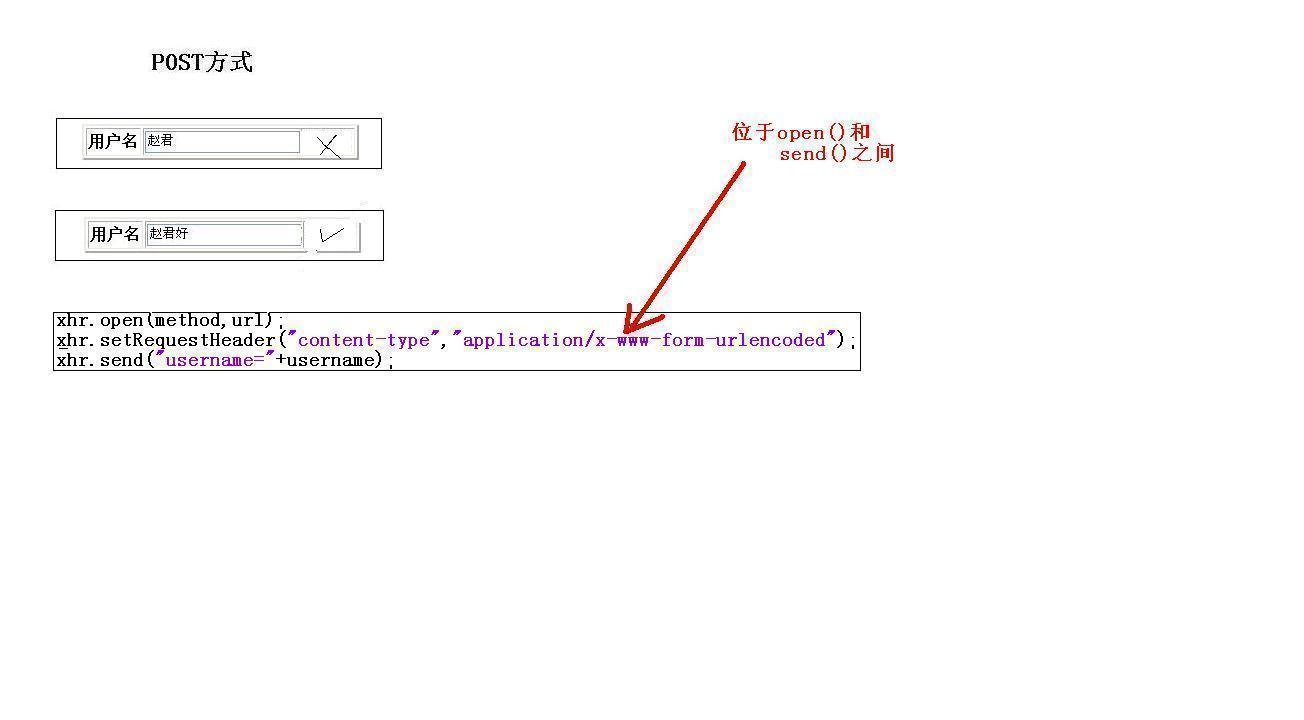 POST方式
用户名 赵君
位于open()和
send()之间
用户名 赵君好
xhr.open(method,url);
xhr.setRequestHeader("content-type","application/x-www-form-urlencoded");
xhr.send("username="+username);